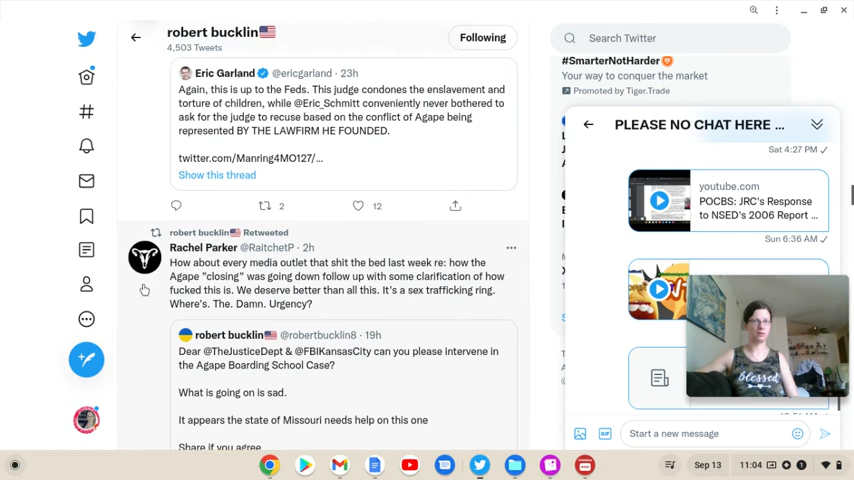 robert bucklin🇺🇸
4,503 Tweets
Following
Eric Garland @ericgarland · 23h
Again, this is up to the Feds. This judge condones the enslavement and
torture of children, while @Eric_Schmitt conveniently never bothered to
ask for the judge to recuse based on the conflict of Agape being
represented BY THE LAWFIRM HE FOUNDED.
twitter.com/Manring4MO127/...
Show this thread
2
12
robert bucklin🇺🇸 Retweeted
Rachel Parker @RaitchetP · 2h
How about every media outlet that shit the bed last week re: how the
Agape "closing" was going down follow up with some clarification of how
fucked this is. We deserve better than all this. It's a sex trafficking ring.
Where's. The. Damn. Urgency?
robert bucklin🇺🇸 @robertbucklin8 · 19h
Dear @TheJusticeDept & @FBIKansasCity can you please intervene in
the Agape Boarding School Case?
What is going on is sad.
It appears the state of Missouri needs help on this one
Share if you agree
Search Twitter
#SmarterNotHarder
Your way to conquer the market
Promoted by Tiger.Trade
PLEASE NO CHAT HERE ...
Sat 4:27 PM
youtube.com
POCBS: JRC's Response
to NSED's 2006 Report ...
Sun 6:36 AM
blessed
Start a new message
GIF
Sep 13
11:04